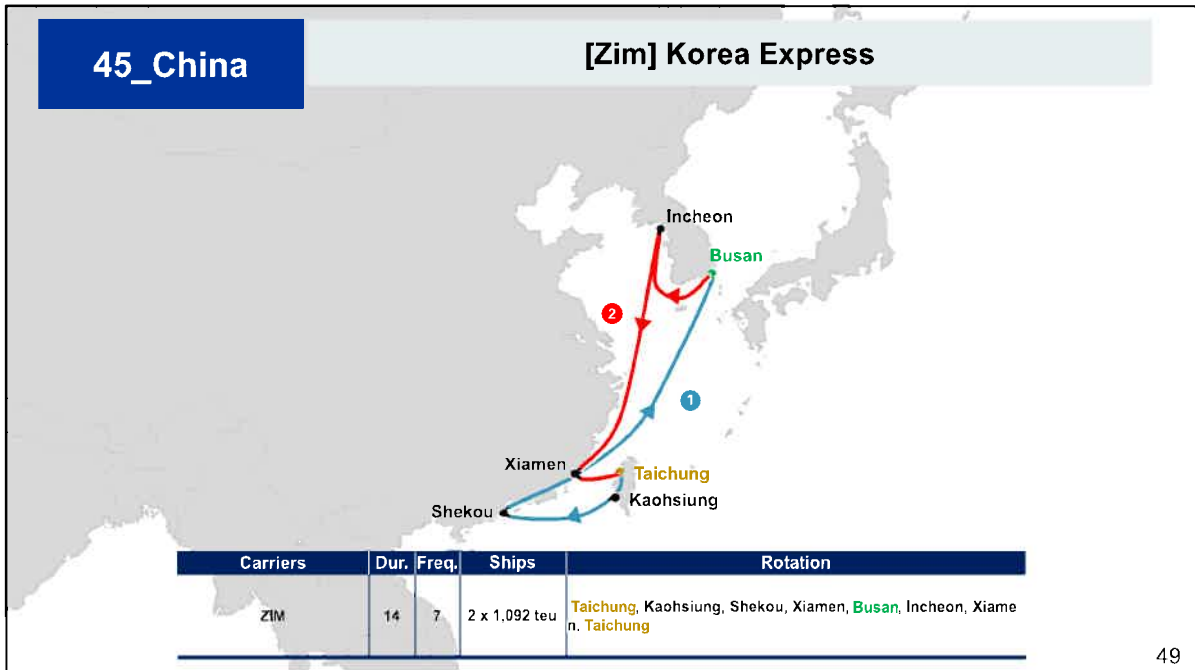 45_China
[Zim] Korea Express
Incheon
Busan
2
1
Xiamen
Taichung
Kaohsiung
Shekou
Carriers Dur. Freq. Ships Rotation
ZIM 14 7 2 x 1,092 teu Taichung, Kaohsiung, Shekou, Xiamen, Busan, Incheon, Xiame
n, Taichung
49